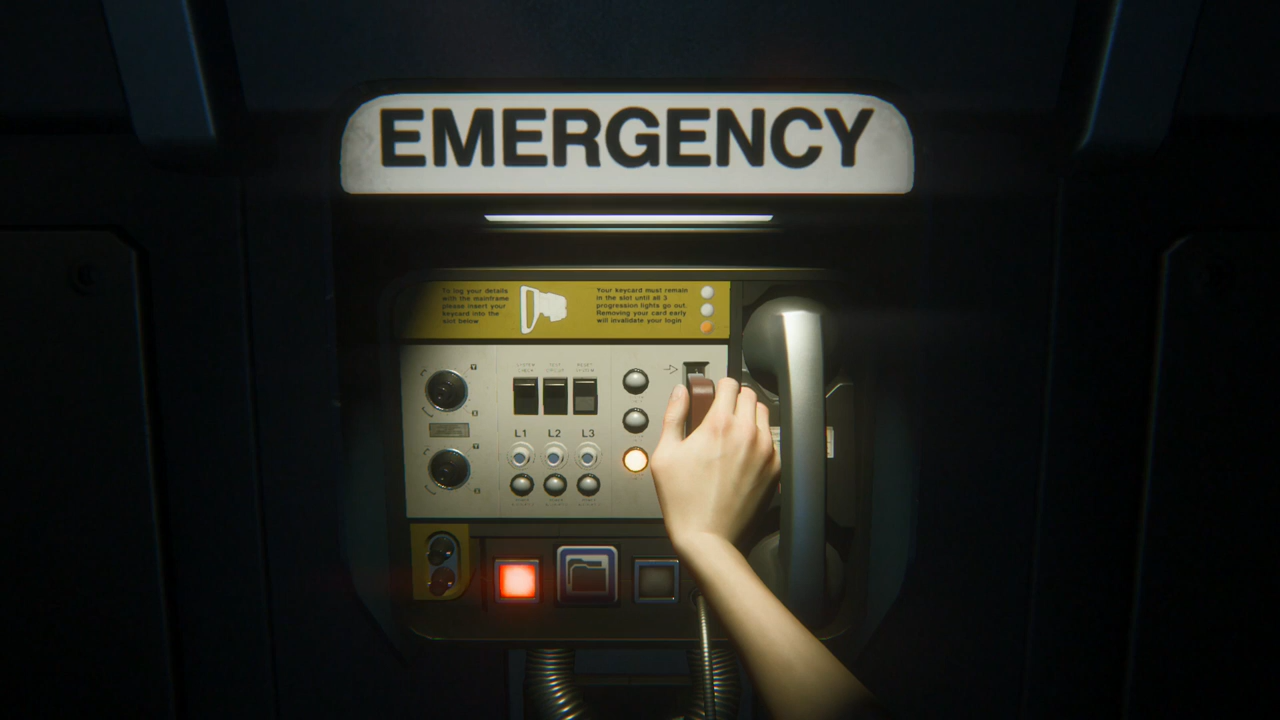 EMERGENCY
To log your details
with the mainframe
please insert your
keycard into the
slot below
Your keycard must remain
in the slot until all 3
progression lights go out.
Removing your card early
will invalidate your login
L1 L2 L3